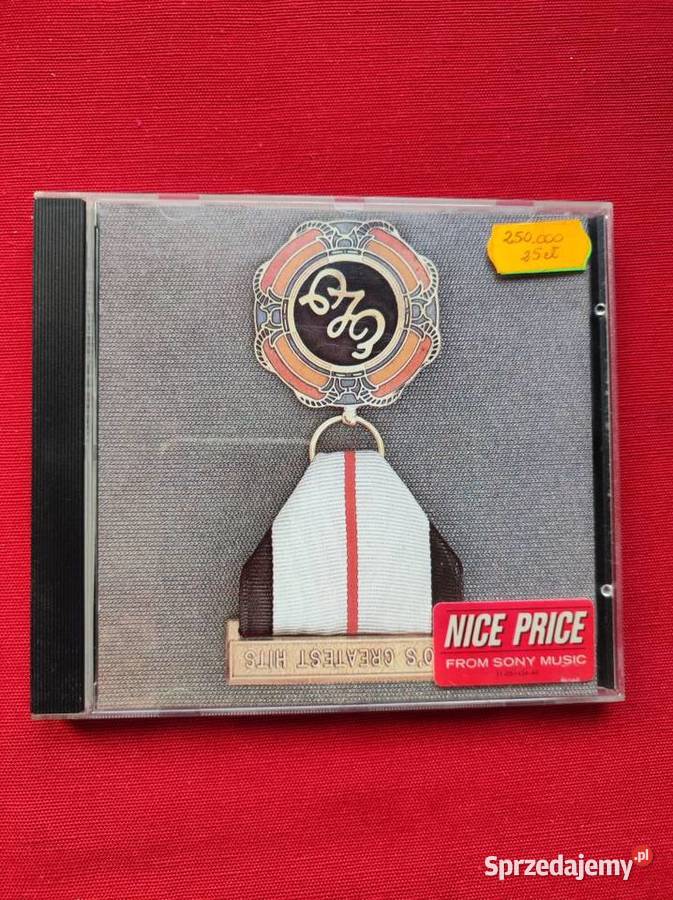 250.000
25 zł
ELO
O'S GREATEST HITS
NICE PRICE
FROM SONY MUSIC
Sprzedajemy.pl